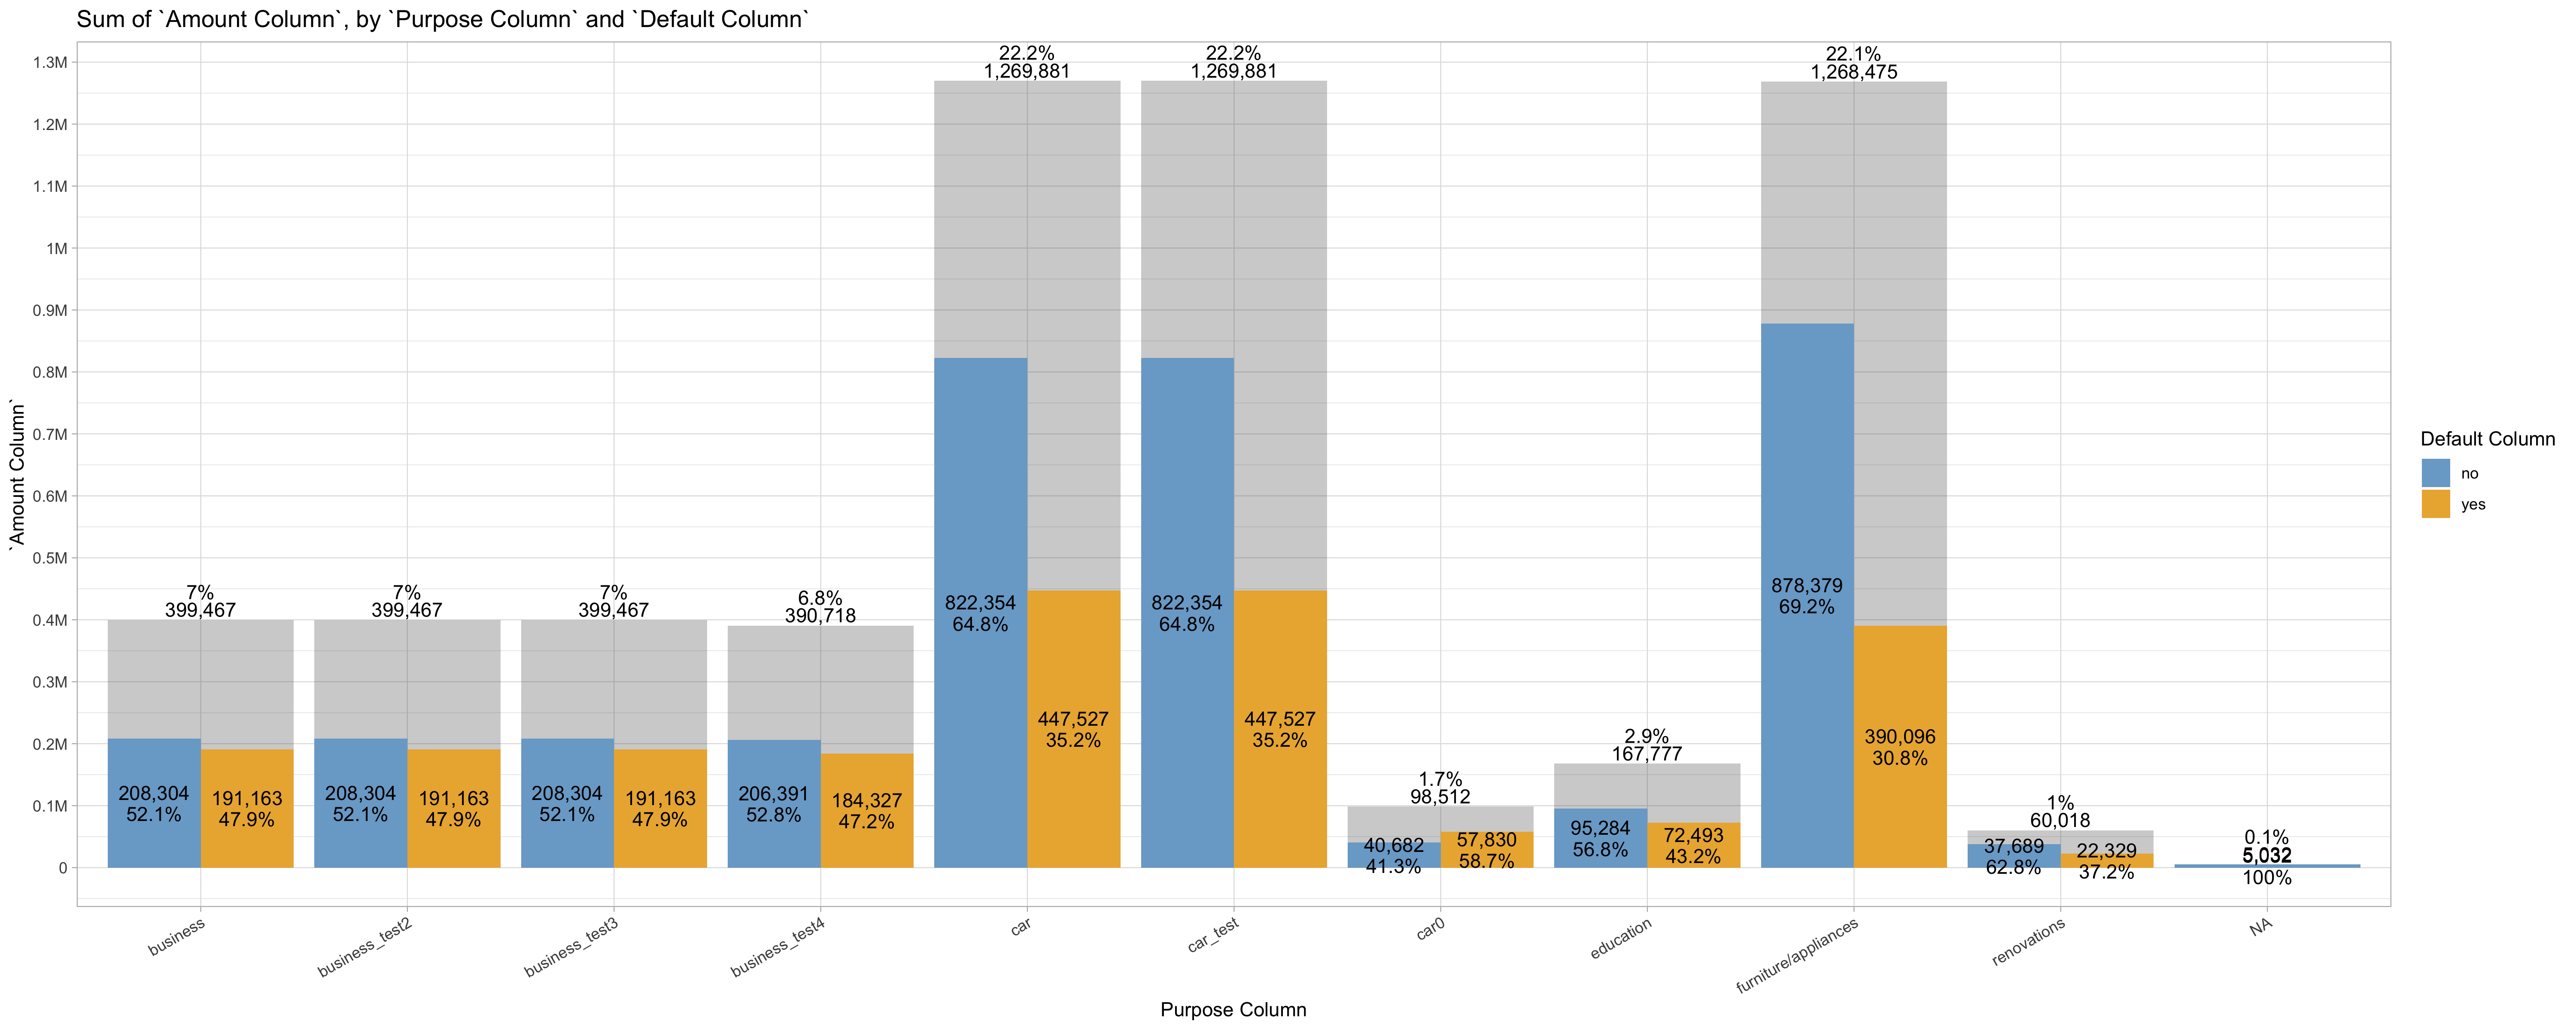 Sum of `Amount Column`, by `Purpose Column` and `Default Column`
`Amount Column`
1.3M
1.2M
1.1M
1M
0.9M
0.8M
0.7M
0.6M
0.5M
0.4M
0.3M
0.2M
0.1M
0
7%
399,467
208,304
52.1%
191,163
47.9%
7%
399,467
208,304
52.1%
191,163
47.9%
7%
399,467
208,304
52.1%
191,163
47.9%
6.8%
390,718
206,391
52.8%
184,327
47.2%
22.2%
1,269,881
822,354
64.8%
447,527
35.2%
22.2%
1,269,881
822,354
64.8%
447,527
35.2%
1.7%
98,512
40,682
41.3%
57,830
58.7%
2.9%
167,777
95,284
56.8%
72,493
43.2%
22.1%
1,268,475
878,379
69.2%
390,096
30.8%
1%
60,018
37,689
62.8%
22,329
37.2%
0.1%
5,032
100%
business
business_test2
business_test3
business_test4
car
car_test
car0
education
furniture/appliances
renovations
NA
Purpose Column
Default Column
no
yes